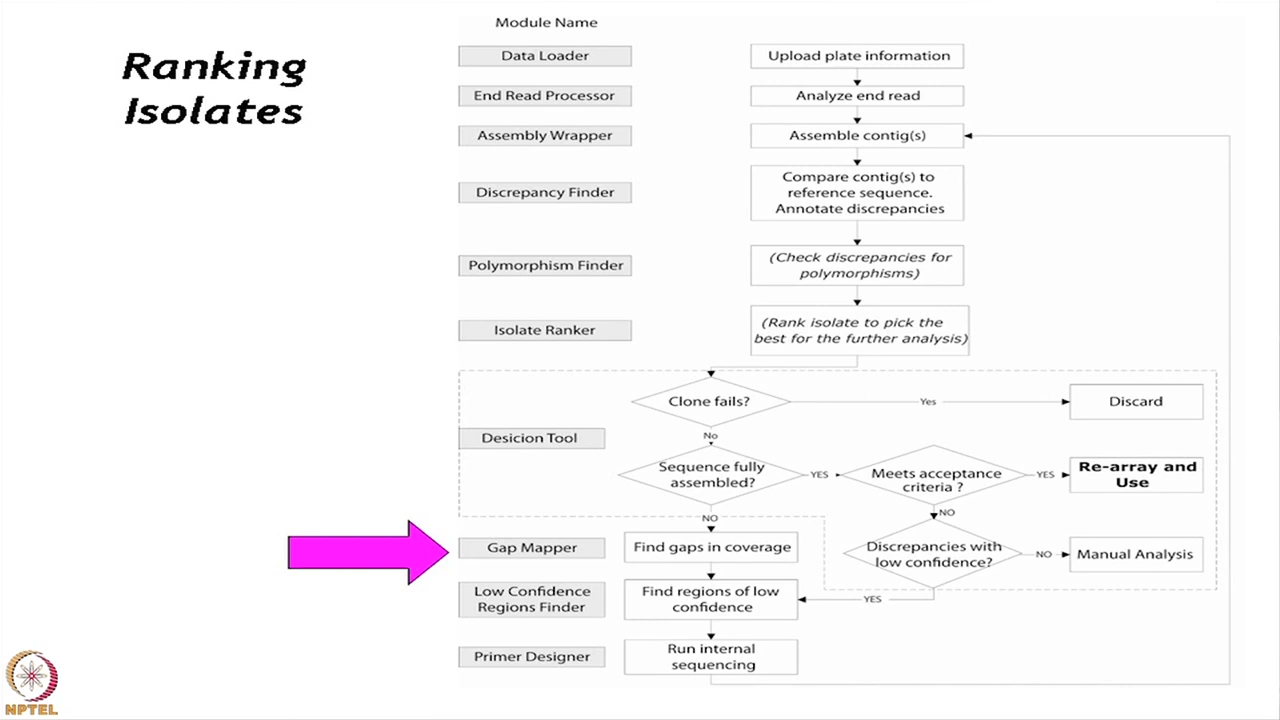 Ranking
Isolates
Module Name
Data Loader
Upload plate information
End Read Processor
Analyze end read
Assembly Wrapper
Assemble contig(s)
Discrepancy Finder
Compare contig(s) to
reference sequence.
Annotate discrepancies
Polymorphism Finder
(Check discrepancies for
polymorphisms)
Isolate Ranker
(Rank isolate to pick the
best for the further analysis)
Clone fails?
Yes
Discard
No
Desicion Tool
Sequence fully
assembled?
YES
Meets acceptance
criteria ?
YES
Re-array and
Use
NO
NO
Gap Mapper
Find gaps in coverage
Discrepancies with
low confidence?
NO
Manual Analysis
Low Confidence
Regions Finder
Find regions of low
confidence
YES
Primer Designer
Run internal
sequencing
NPTEL